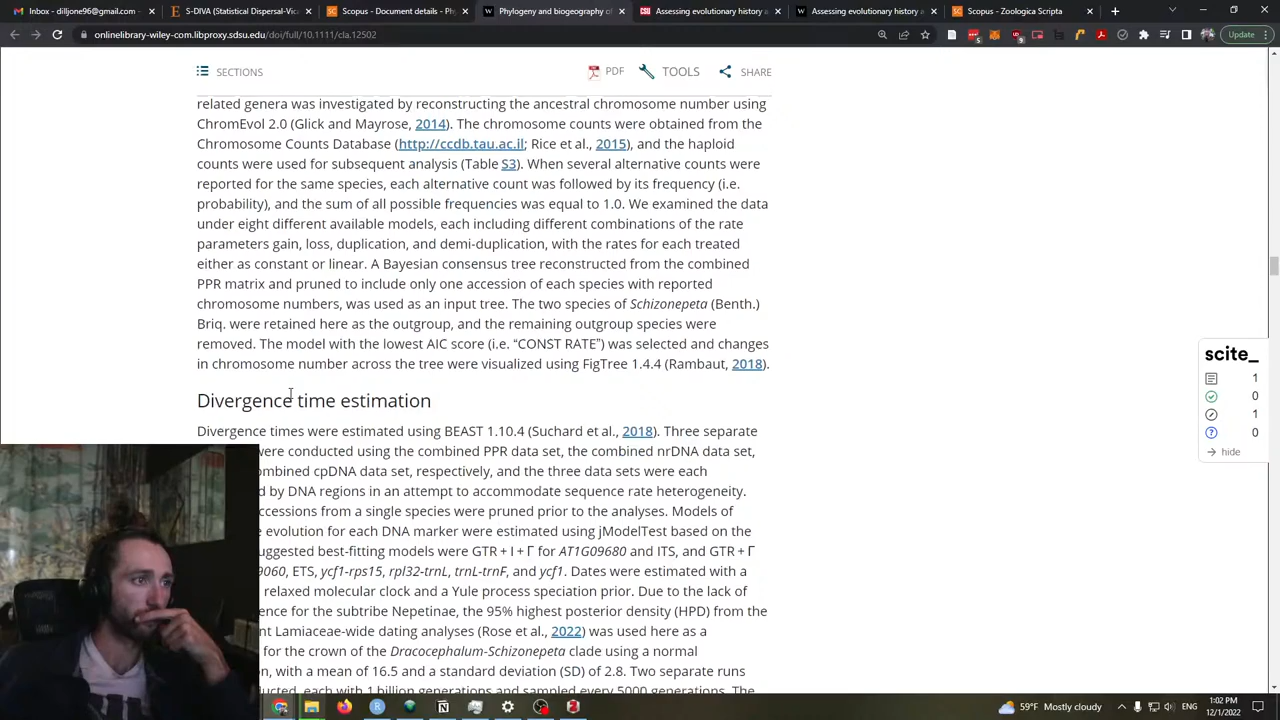 Inbox - dilljone96@gmail.com
S-DIVA (Statistical Dispersal-Vicar
Scopus - Document details - Ph
Phylogeny and biogeography of
Assessing evolutionary history a
Assessing evolutionary history a
Scopus - Zoologica Scripta
onlinelibrary-wiley-com.libproxy.sdsu.edu/doi/full/10.1111/cla.12502
Update
SECTIONS
PDF
TOOLS
SHARE
related genera was investigated by reconstructing the ancestral chromosome number using
ChromEvol 2.0 (Glick and Mayrose, 2014). The chromosome counts were obtained from the
Chromosome Counts Database (http://ccdb.tau.ac.il; Rice et al., 2015), and the haploid
counts were used for subsequent analysis (Table S3). When several alternative counts were
reported for the same species, each alternative count was followed by its frequency (i.e.
probability), and the sum of all possible frequencies was equal to 1.0. We examined the data
under eight different available models, each including different combinations of the rate
parameters gain, loss, duplication, and demi-duplication, with the rates for each treated
either as constant or linear. A Bayesian consensus tree reconstructed from the combined
PPR matrix and pruned to include only one accession of each species with reported
chromosome numbers, was used as an input tree. The two species of Schizonepeta (Benth.)
Briq. were retained here as the outgroup, and the remaining outgroup species were
removed. The model with the lowest AIC score (i.e. “CONST RATE”) was selected and changes
in chromosome number across the tree were visualized using FigTree 1.4.4 (Rambaut, 2018).
Divergence time estimation
Divergence times were estimated using BEAST 1.10.4 (Suchard et al., 2018). Three separate
were conducted using the combined PPR data set, the combined nrDNA data set,
ombined cpDNA data set, respectively, and the three data sets were each
d by DNA regions in an attempt to accommodate sequence rate heterogeneity.
ccessions from a single species were pruned prior to the analyses. Models of
e evolution for each DNA marker were estimated using jModelTest based on the
uggested best-fitting models were GTR + I + Γ for AT1G09680 and ITS, and GTR + Γ
9060, ETS, ycf1-rps15, rpl32-trnL, trnL-trnF, and ycf1. Dates were estimated with a
relaxed molecular clock and a Yule process speciation prior. Due to the lack of
ence for the subtribe Nepetinae, the 95% highest posterior density (HPD) from the
nt Lamiaceae-wide dating analyses (Rose et al., 2022) was used here as a
for the crown of the Dracocephalum-Schizonepeta clade using a normal
on, with a mean of 16.5 and a standard deviation (SD) of 2.8. Two separate runs
ducted, each with 1 billion generations and sampled every 5000 generations. The
scite_
1
0
1
0
hide
59°F Mostly cloudy
ENG
1:02 PM
12/1/2022